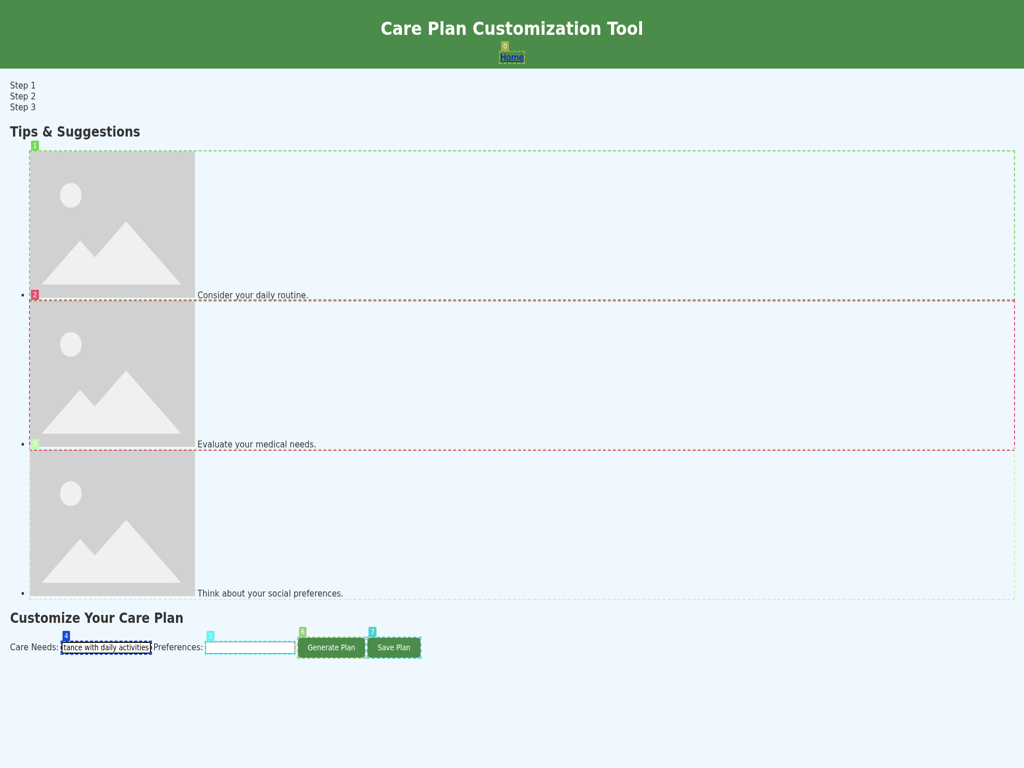 Care Plan Customization Tool
0
Home
Step 1
Step 2
Step 3
Tips & Suggestions
1
Consider your daily routine.
2
Evaluate your medical needs.
Think about your social preferences.
Customize Your Care Plan
4 5 6 7
Care Needs: tance with daily activities Preferences: Generate Plan Save Plan